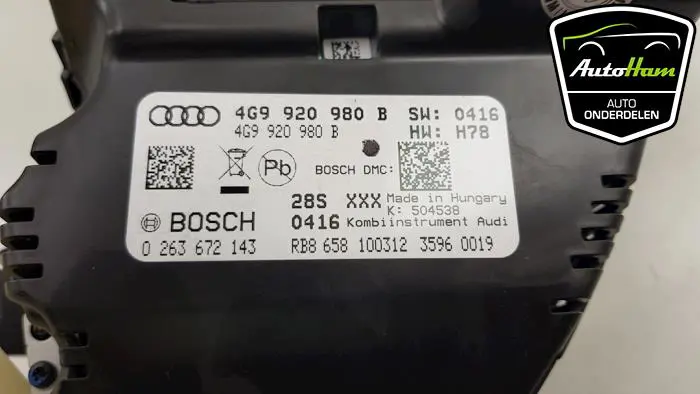 4G9 920 980 B SW: 0416
4G9 920 980 B HW: H78
Pb BOSCH DMC:
28S XXX Made in Hungary
K: 504538
BOSCH 0416 Kombiinstrument Audi
0 263 672 143 RB8 658 100312 3596 0019
AutoHam
AUTO
ONDERDELEN